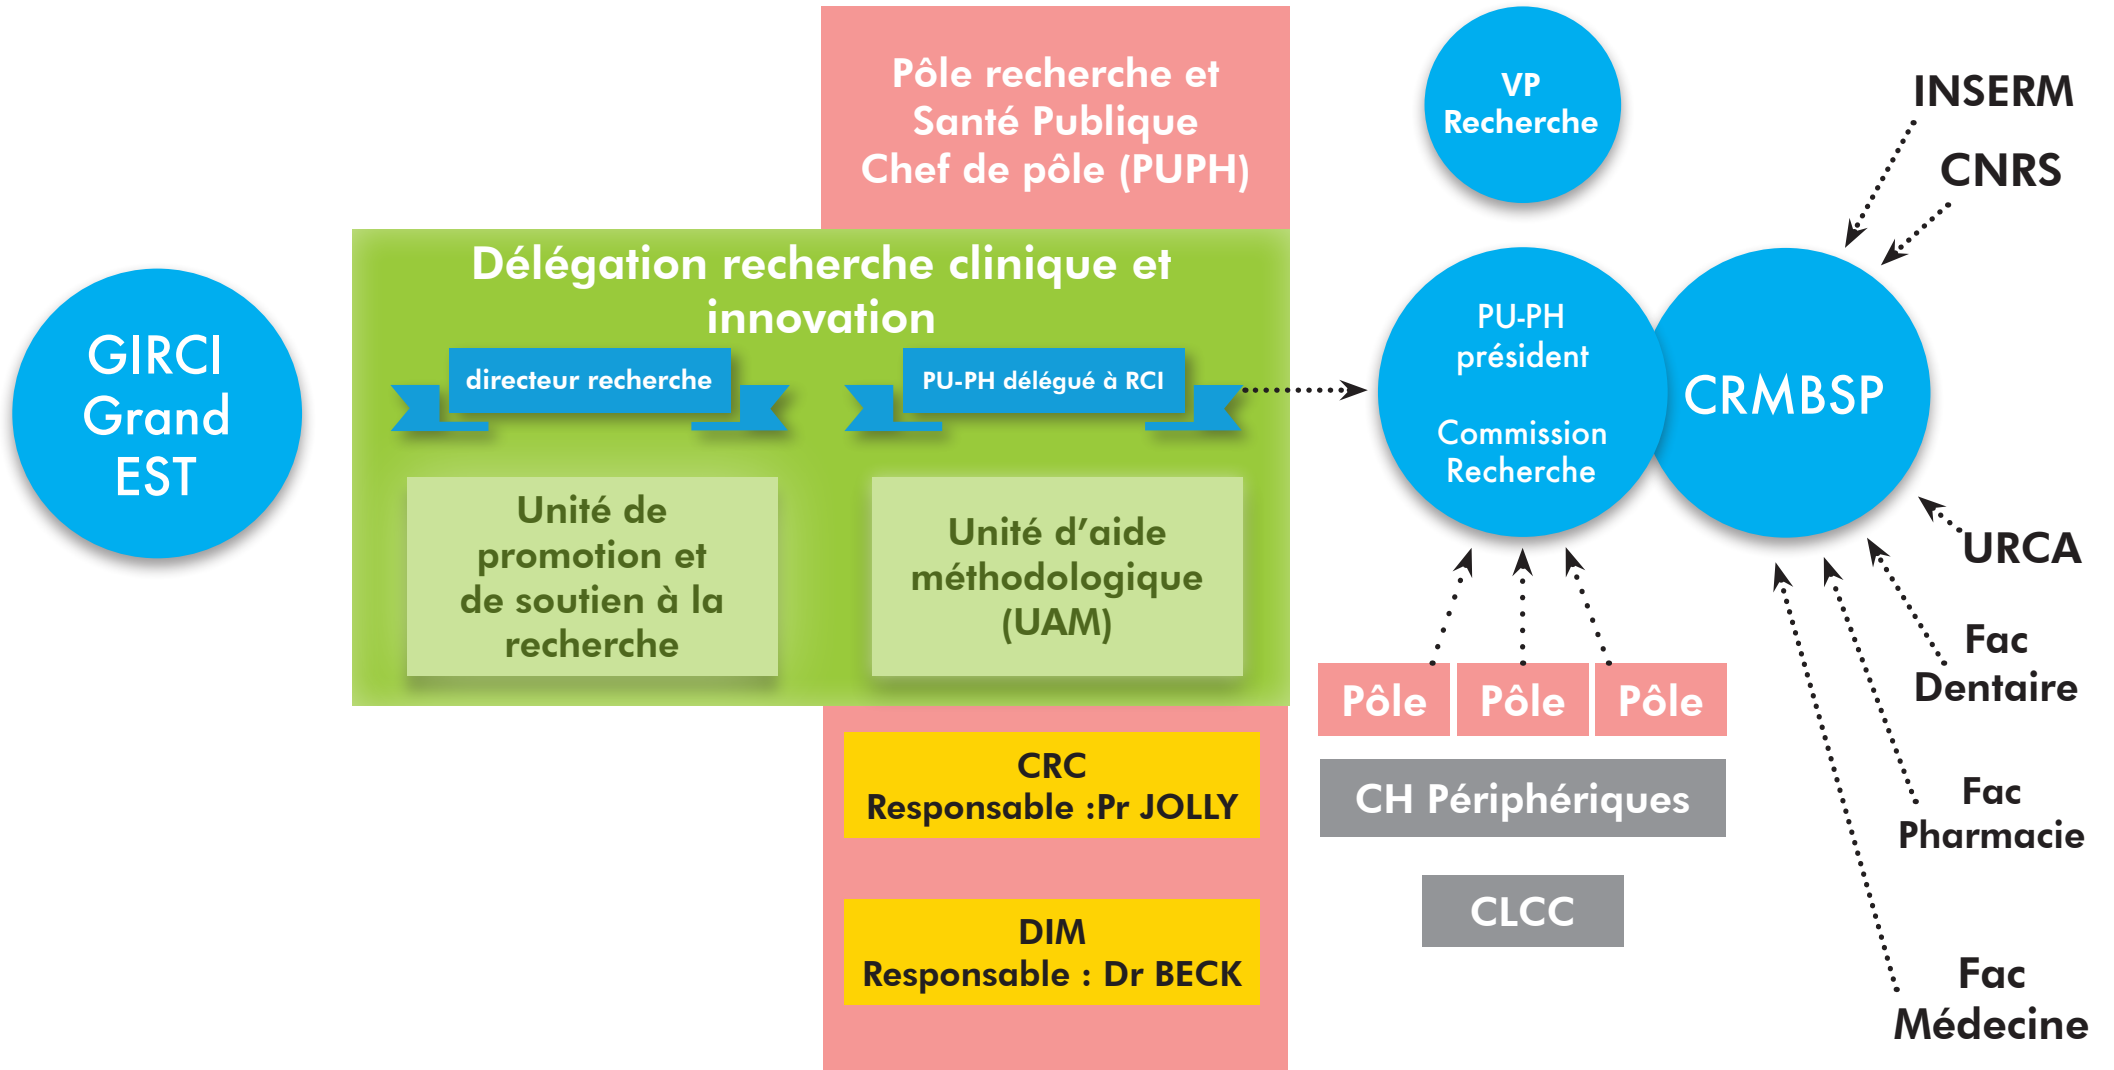 Pôle recherche et
Santé Publique
Chef de pôle (PUPH)
VP
Recherche
INSERM
CNRS
GIRCI
Grand
EST
Délégation recherche clinique et
innovation
directeur recherche
PU-PH délégué à RCI
Unité de
promotion et
de soutien à la
recherche
Unité d’aide
méthodologique
(UAM)
PU-PH
président
Commission
Recherche
CRMBSP
URCA
Fac
Dentaire
Fac
Pharmacie
Fac
Médecine
Pôle
Pôle
Pôle
CH Périphériques
CLCC
CRC
Responsable :Pr JOLLY
DIM
Responsable : Dr BECK